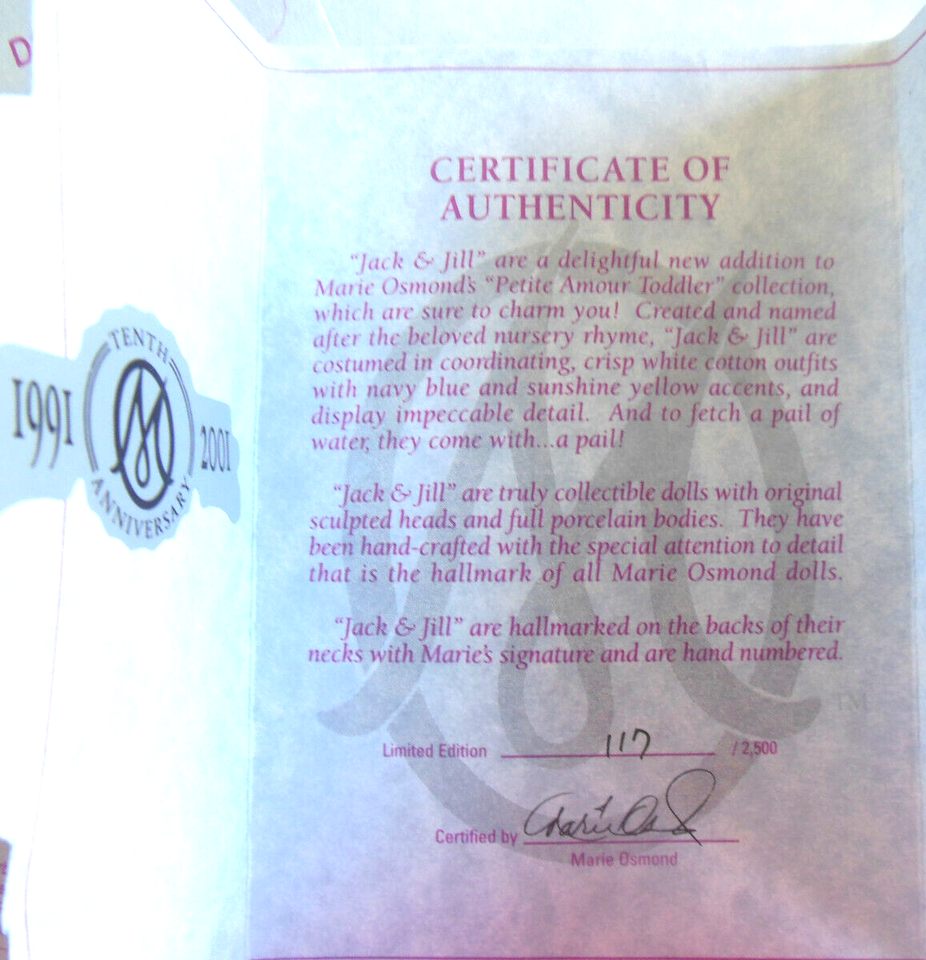 D
1991
TENTH
ANNIVERSARY
2001
CERTIFICATE OF
AUTHENTICITY
“Jack & Jill” are a delightful new addition to
Marie Osmond's “Petite Amour Toddler” collection,
which are sure to charm you! Created and named
after the beloved nursery rhyme, “Jack & Jill” are
costumed in coordinating, crisp white cotton outfits
with navy blue and sunshine yellow accents, and
display impeccable detail. And to fetch a pail of
water, they come with...a pail!
“Jack & Jill” are truly collectible dolls with original
sculpted heads and full porcelain bodies. They have
been hand-crafted with the special attention to detail
that is the hallmark of all Marie Osmond dolls.
“Jack & Jill” are hallmarked on the backs of their
necks with Marie's signature and are hand numbered.
TM
Limited Edition 117 / 2,500
Certified by Marie Osmond
Marie Osmond